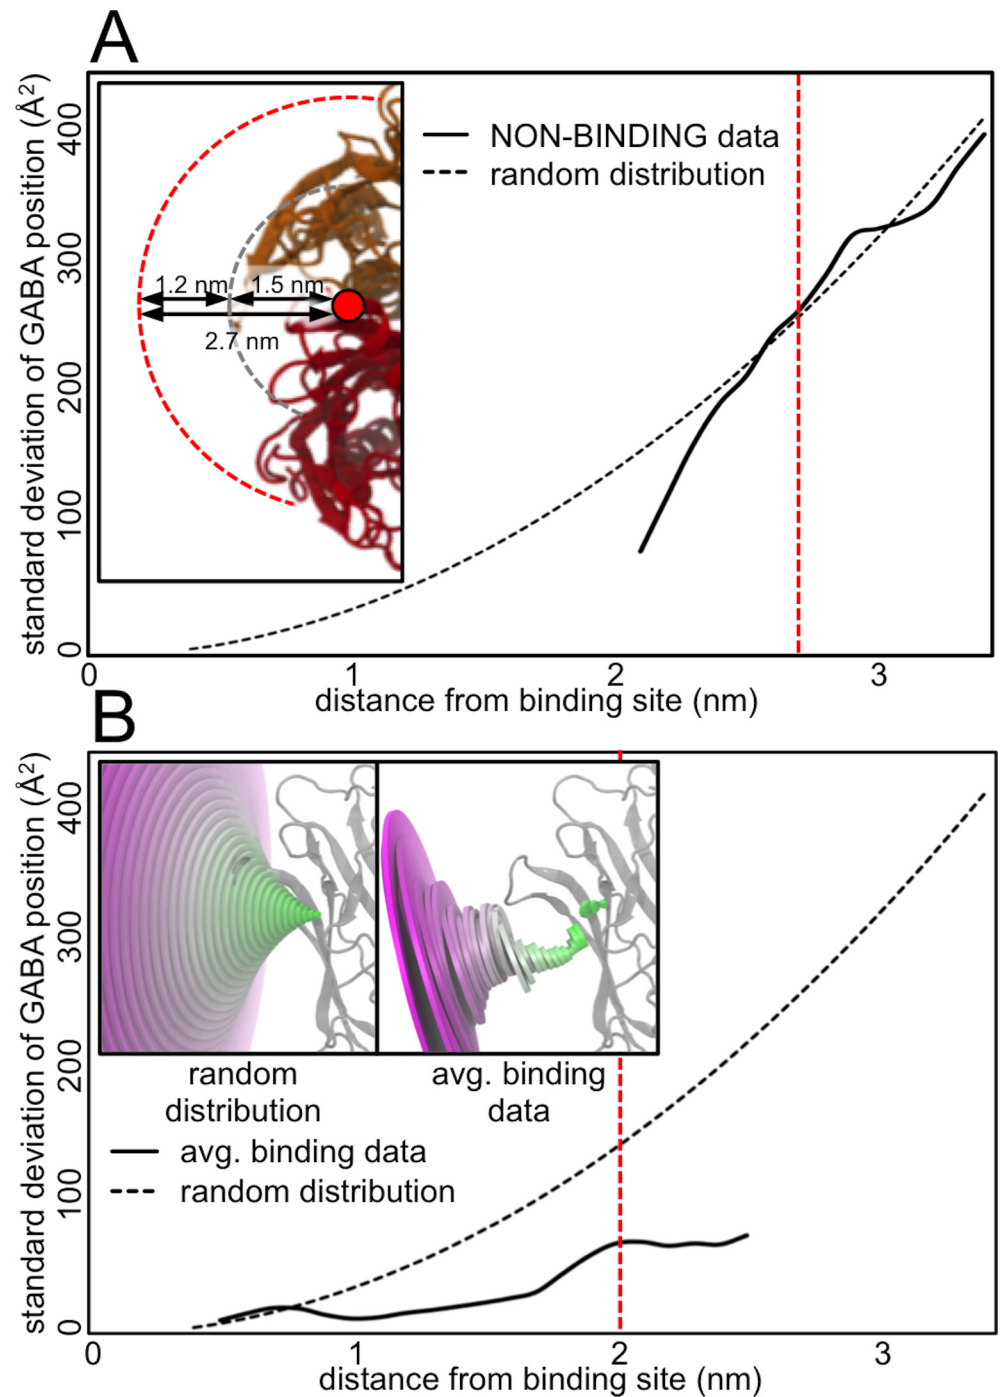 A
standard deviation of GABA position (Å²)
400
300
200
100
0
NON-BINDING data
random distribution
1.2 nm
1.5 nm
2.7 nm
0
1
2
3
distance from binding site (nm)
B
standard deviation of GABA position (Å²)
400
300
200
100
0
random
distribution
avg. binding
data
avg. binding data
random distribution
0
1
2
3
distance from binding site (nm)